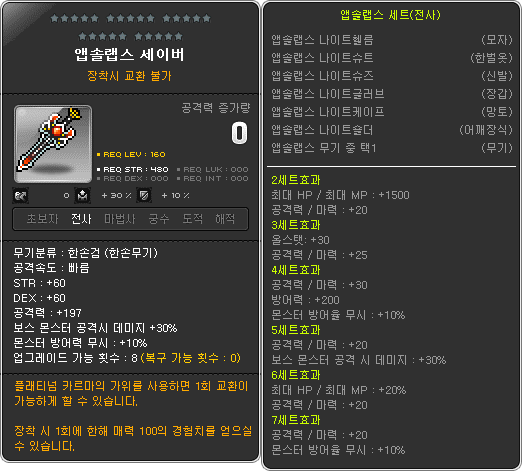 앱솔랩스 세이버
장착시 교환 불가
공격력 증가량
0
REQ LEV : 160
REQ STR : 480
REQ LUK : 000
REQ DEX : 000
REQ INT : 000
0
+ 30 %
+ 10 %
초보자 전사 마법사 궁수 도적 해적
무기분류 : 한손검 (한손무기)
공격속도 : 빠름
STR : +60
DEX : +60
공격력 : +197
보스 몬스터 공격시 데미지 +30%
몬스터 방어력 무시 : +10%
업그레이드 가능 횟수 : 8 (복구 가능 횟수 : 0)
플래티넘 카르마의 가위를 사용하면 1회 교환이
가능하게 할 수 있습니다.
장착 시 1회에 한해 매력 100의 경험치를 얻으실
수 있습니다.
앱솔랩스 세트(전사)
앱솔랩스 나이트헬름 (모자)
앱솔랩스 나이트슈트 (한벌옷)
앱솔랩스 나이트슈즈 (신발)
앱솔랩스 나이트글러브 (장갑)
앱솔랩스 나이트케이프 (망토)
앱솔랩스 나이트숄더 (어깨장식)
앱솔랩스 무기 중 택1 (무기)
2세트효과
최대 HP / 최대 MP : +1500
공격력 / 마력 : +20
3세트효과
올스탯: +30
공격력 / 마력 : +25
4세트효과
공격력 / 마력 : +30
방어력 : +200
몬스터 방어율 무시 : +10%
5세트효과
공격력 / 마력 : +20
보스 몬스터 공격 시 데미지 : +30%
6세트효과
최대 HP / 최대 MP : +20%
공격력 / 마력 : +20
7세트효과
공격력 / 마력 : +20
몬스터 방어율 무시 : +10%